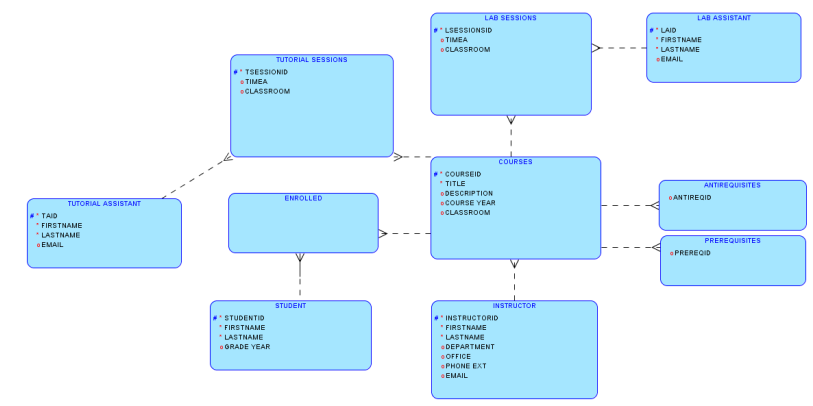 LAB SESSIONS
# * LSESSIONSID
o TIMEA
o CLASSROOM
LAB ASSISTANT
# * LAID
* FIRSTNAME
* LASTNAME
o EMAIL
TUTORIAL SESSIONS
# * TSESSIONID
o TIMEA
o CLASSROOM
COURSES
# * COURSEID
* TITLE
o DESCRIPTION
o COURSE YEAR
o CLASSROOM
ANTIREQUISITES
o ANTIREQID
TUTORIAL ASSISTANT
# * TAID
* FIRSTNAME
* LASTNAME
o EMAIL
ENROLLED
PREREQUISITES
o PREREQID
STUDENT
# * STUDENTID
* FIRSTNAME
* LASTNAME
o GRADE YEAR
INSTRUCTOR
# * INSTRUCTORID
* FIRSTNAME
* LASTNAME
o DEPARTMENT
o OFFICE
o PHONE EXT
o EMAIL